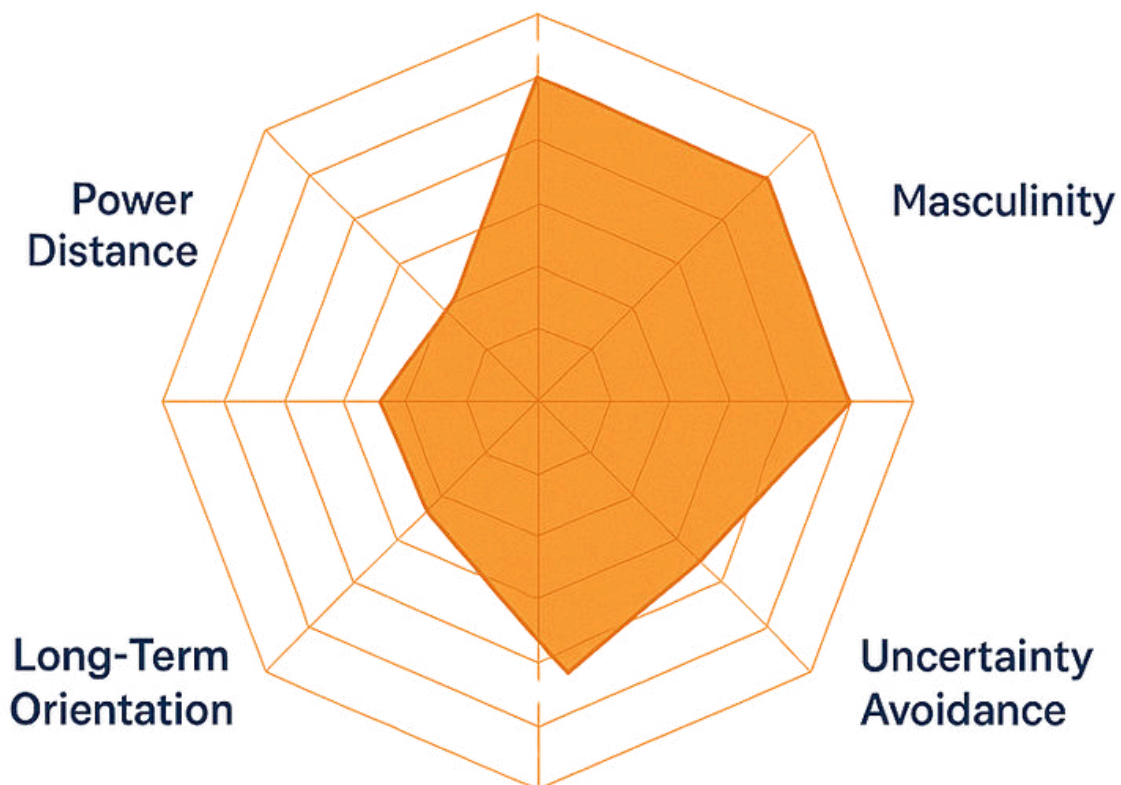 Power
Distance
Masculinity
Long-Term
Orientation
Uncertainty
Avoidance